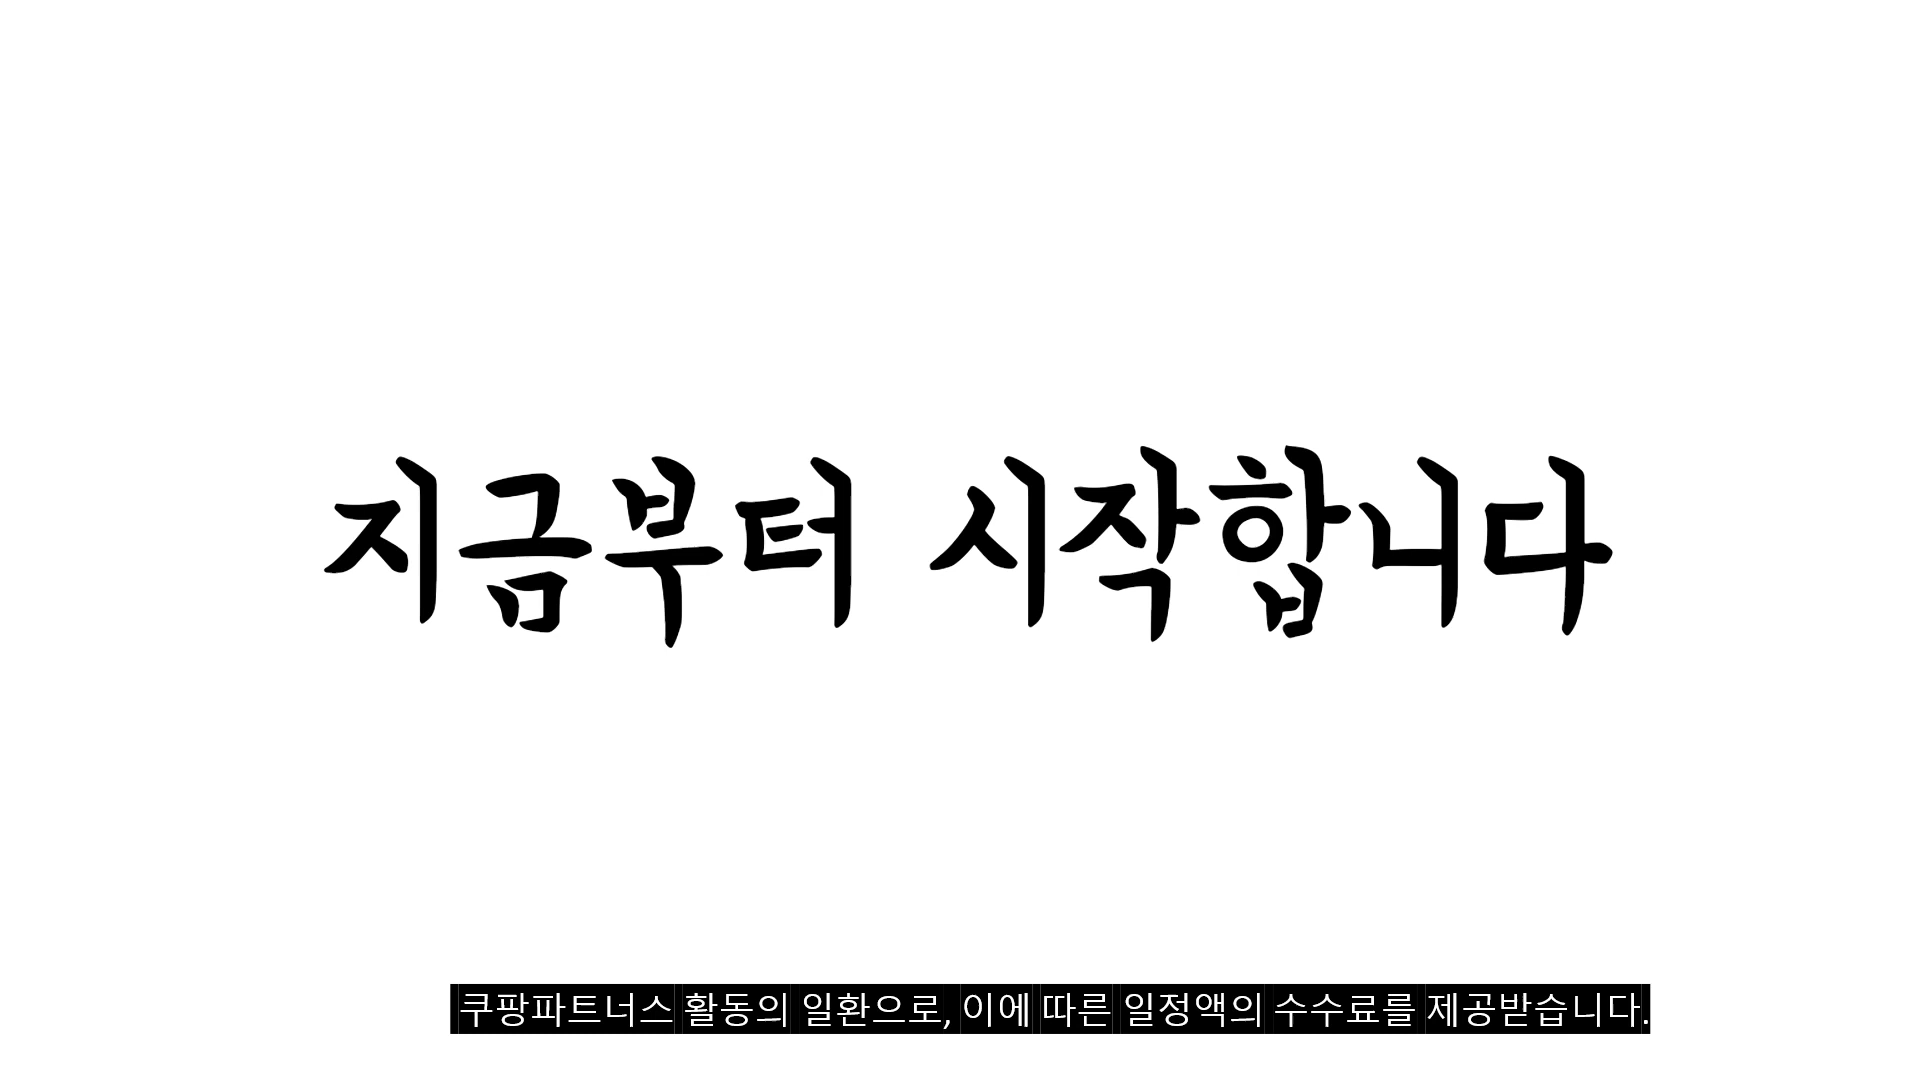 지금부터 시작합니다
쿠팡파트너스 활동의 일환으로, 이에 따른 일정액의 수수료를 제공받습니다.